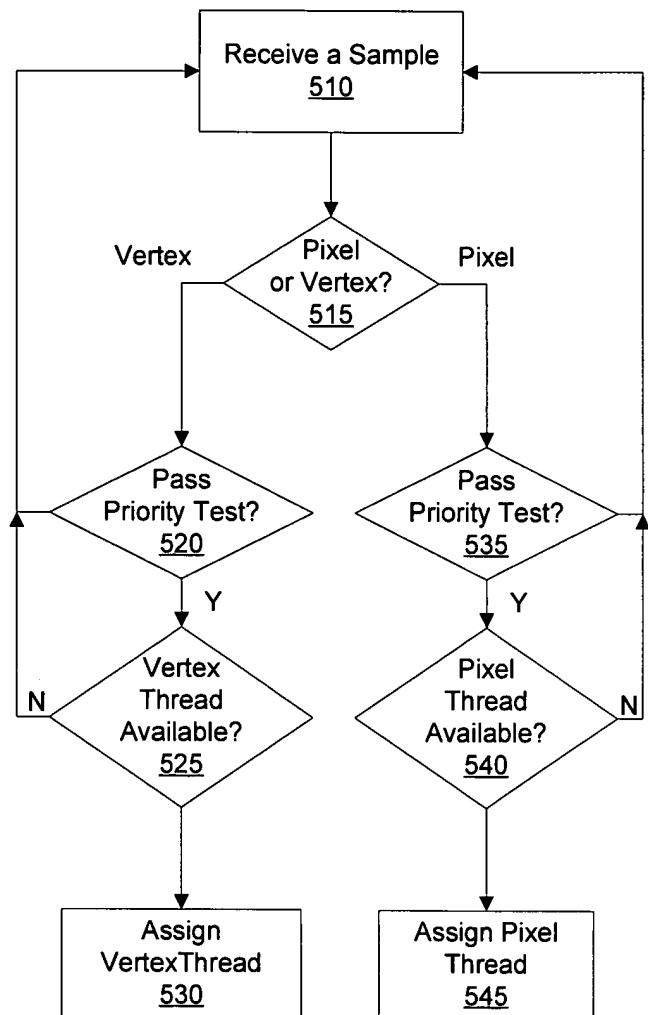 Receive a Sample
510
Vertex
Pixel
or Vertex?
515
Pixel
Pass
Priority Test?
520
Pass
Priority Test?
535
Y
Y
Vertex
Thread
Available?
525
N
Pixel
Thread
Available?
540
N
Assign
VertexThread
530
Assign Pixel
Thread
545